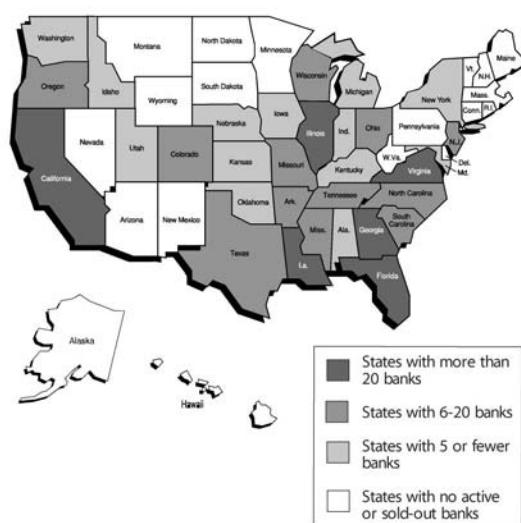 Washington
Montana
North Dakota
Minnesota
Maine
Vt.
N.H.
Oregon
Idaho
South Dakota
Wisconsin
Michigan
New York
Mass.
Conn.
R.I.
Wyoming
Nebraska
Iowa
Illinois
Ind.
Ohio
Pennsylvania
N.J.
Nevada
Utah
Colorado
Kansas
Missouri
Kentucky
W.Va.
Virginia
Del.
Md.
California
Arizona
New Mexico
Oklahoma
Ark.
Tennessee
North Carolina
South
Carolina
Texas
La.
Miss.
Ala.
Georgia
Florida
Alaska
Hawaii
States with more than
20 banks
States with 6-20 banks
States with 5 or fewer
banks
States with no active
or sold-out banks